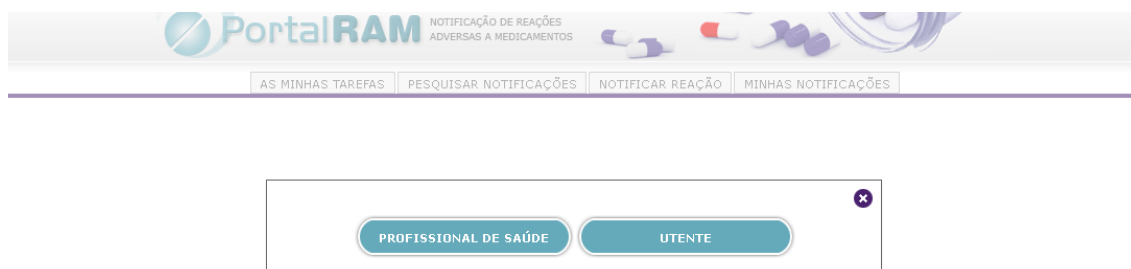 PortalRAM
NOTIFICAÇÃO DE REAÇÕES
ADVERSAS A MEDICAMENTOS
AS MINHAS TAREFAS PESQUISAR NOTIFICAÇÕES NOTIFICAR REAÇÃO MINHAS NOTIFICAÇÕES
PROFISSIONAL DE SAÚDE UTENTE